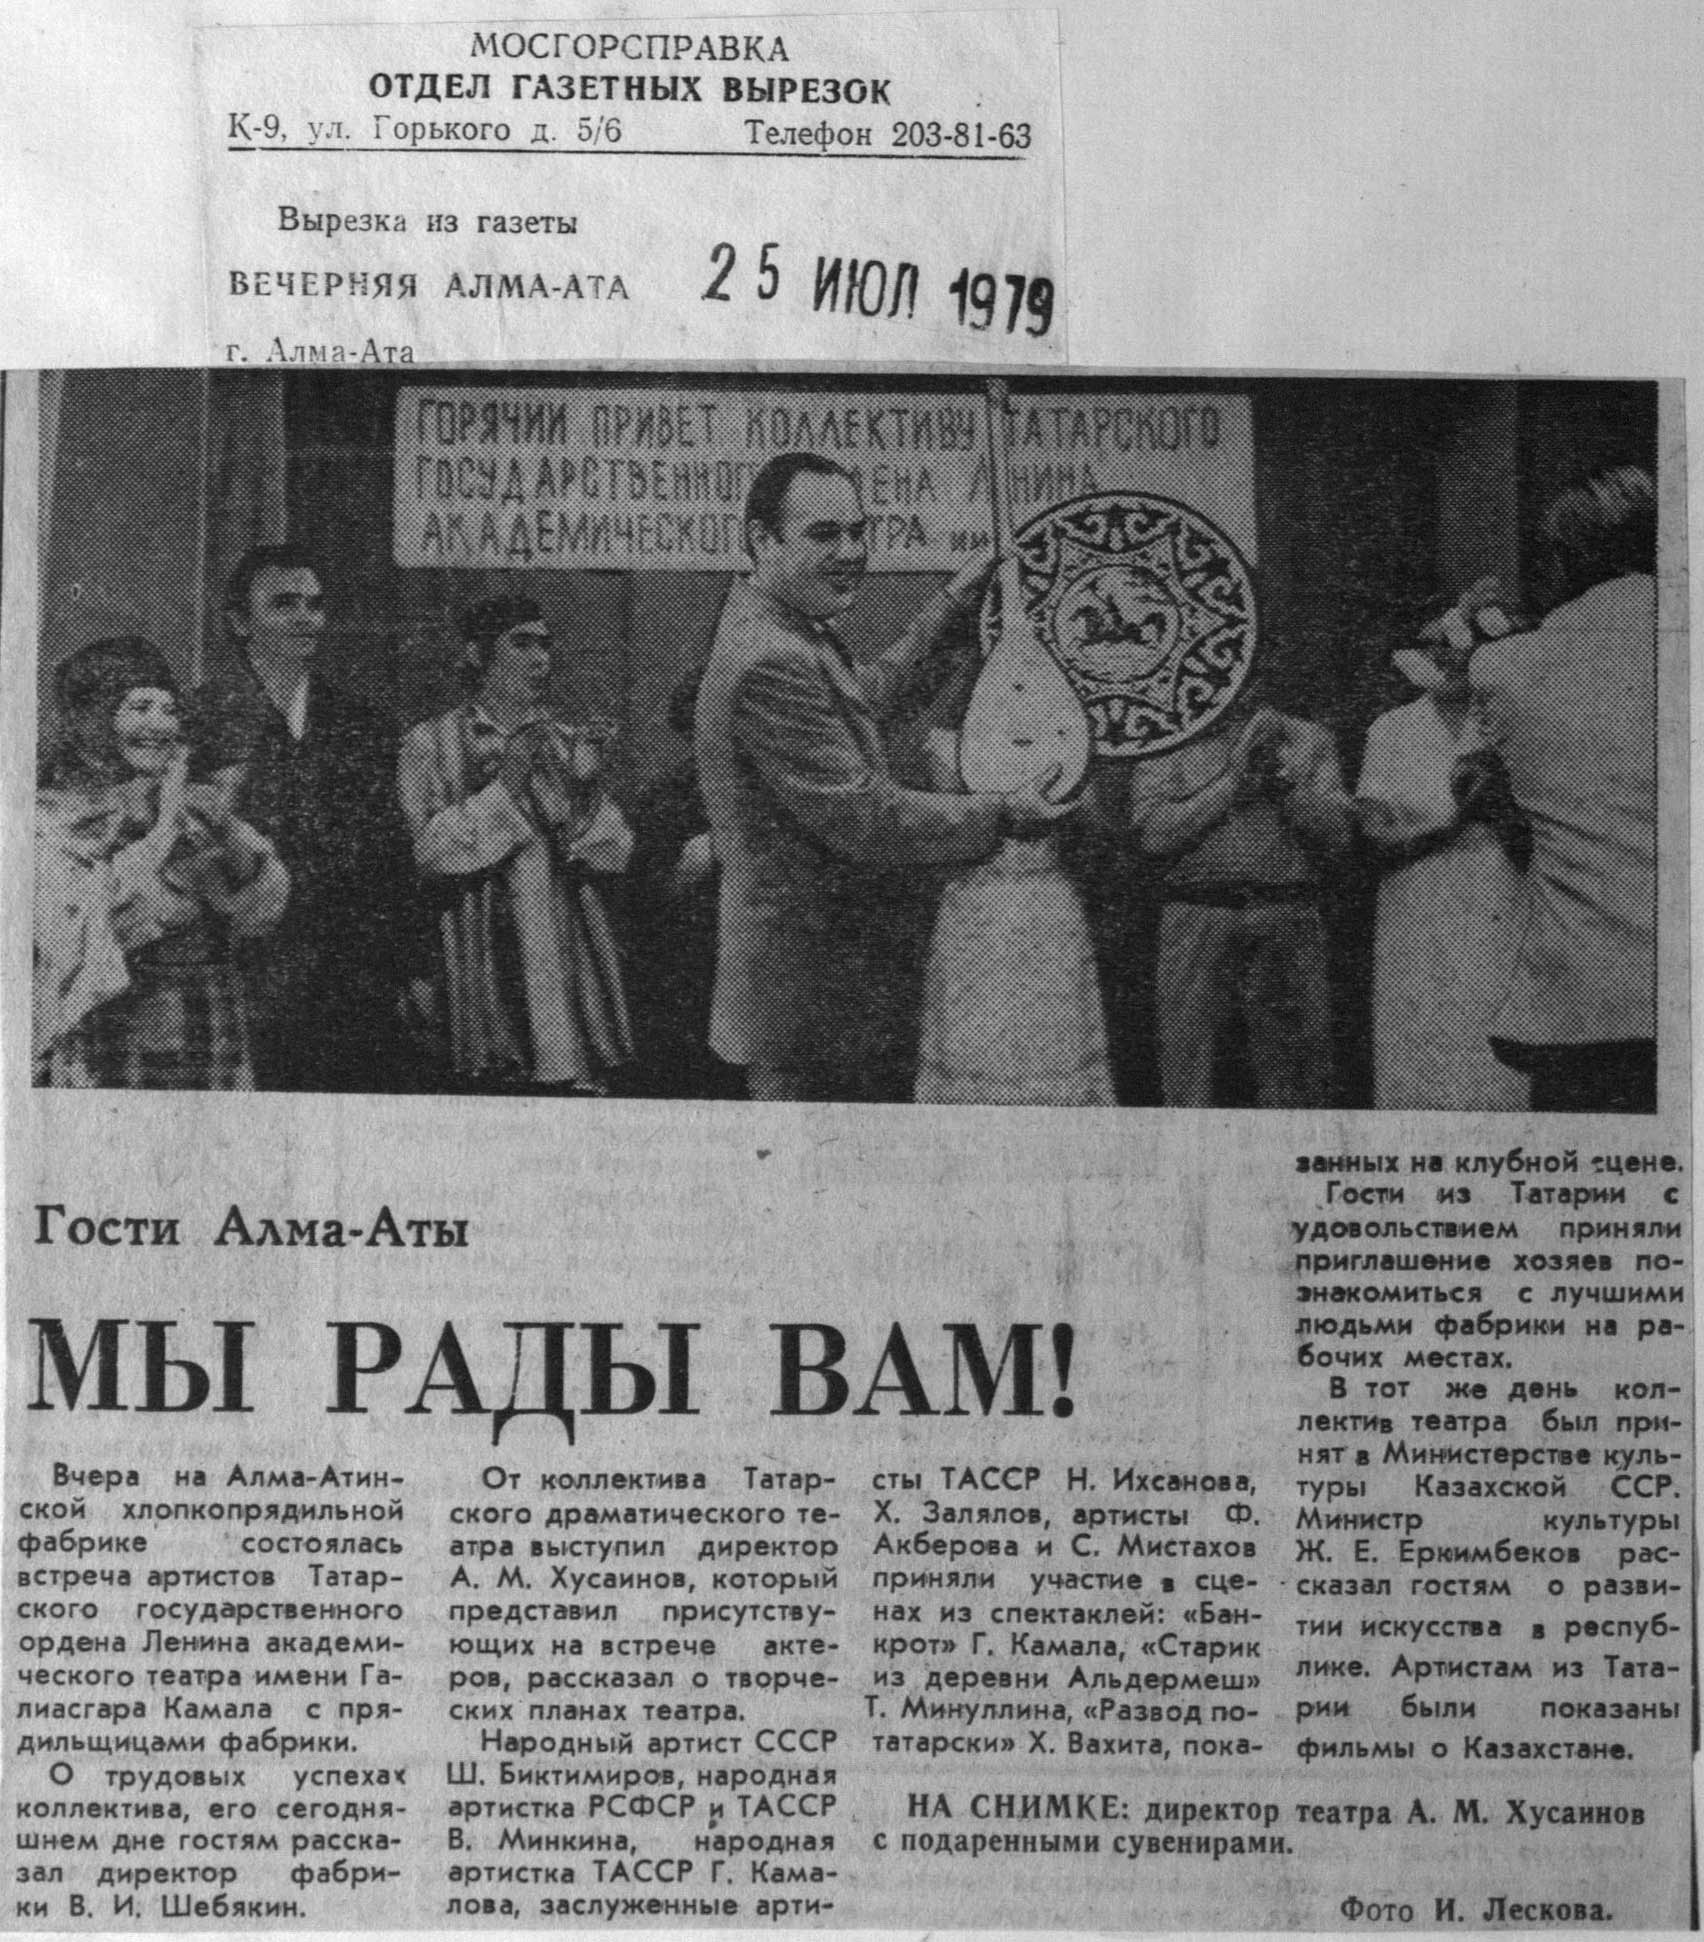 МОСГОРСПРАВКА
ОТДЕЛ ГАЗЕТНЫХ ВЫРЕЗОК
К-9, ул. Горького д. 5/6 Телефон 203-81-63
Вырезка из газеты
ВЕЧЕРНЯЯ АЛМА-АТА 25 ИЮЛ 1979
г. Алма-Ата
ГОРЯЧИЙ ПРИВЕТ КОЛЛЕКТИВУ ТАТАРСКОГО
ГОСУДАРСТВЕННОГ ЕНА Л НИНА
АКАДЕМИЧЕСКОГ ТРА им
Гости Алма-Аты
МЫ РАДЫ ВАМ!
Вчера на Алма-Атин-
ской хлопкопрядильной
фабрике состоялась
встреча артистов Татар-
ского государственного
ордена Ленина академи-
ческого театра имени Га-
лиасгара Камала с пря-
дильщицами фабрики.
О трудовых успехах
коллектива, его сегодня-
шнем дне гостям расска-
зал директор фабри-
ки В. И. Шебякин.
От коллектива Татар-
ского драматического те-
атра выступил директор
А. М. Хусаинов, который
представил присутству-
ющих на встрече акте-
ров, рассказал о творче-
ских планах театра.
Народный артист СССР
Ш. Биктимиров, народная
артистка РСФСР и ТАССР
В. Минкина, народная
артистка ТАССР Г. Кама-
лова, заслуженные арти-
сты ТАССР Н. Ихсанова,
Х. Залялов, артисты Ф.
Акберова и С. Мистахов
приняли участие в сце-
нах из спектаклей: «Бан-
крот» Г. Камала, «Старик
из деревни Альдермеш»
Т. Минуллина, «Развод по-
татарски» Х. Вахита, пока-
занных на клубной сцене.
Гости из Татарии с
удовольствием приняли
приглашение хозяев по-
знакомиться с лучшими
людьми фабрики на ра-
бочих местах.
В тот же день кол-
лектив театра был при-
нят в Министерстве куль-
туры Казахской ССР.
Министр культуры
Ж. Е. Еркимбеков рас-
сказал гостям о разви-
тии искусства в респуб-
лике. Артистам из Тата-
рии были показаны
фильмы о Казахстане.
НА СНИМКЕ: директор театра А. М. Хусаинов
с подаренными сувенирами.
Фото И. Лескова.